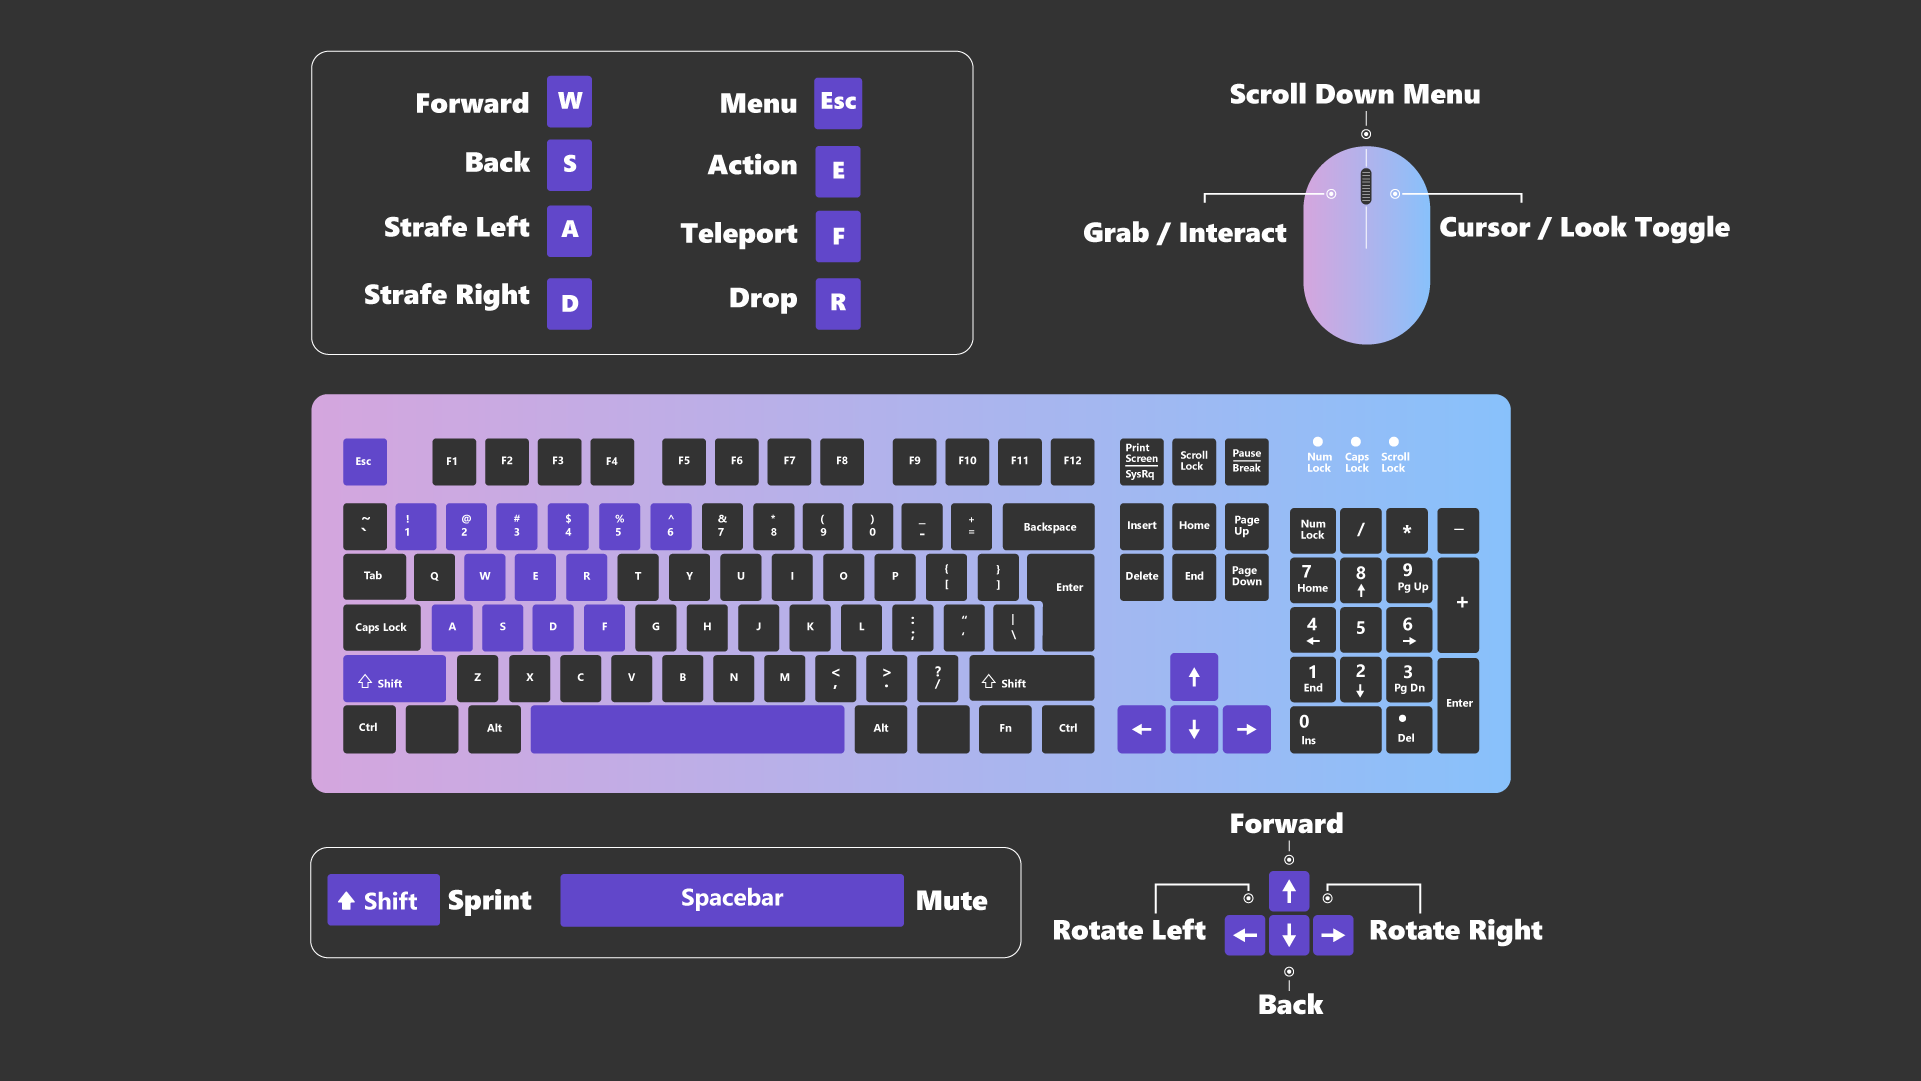 Forward W
Back S
Strafe Left A
Strafe Right D
Menu Esc
Action E
Teleport F
Drop R
Scroll Down Menu
Grab / Interact
Cursor / Look Toggle
Esc F1 F2 F3 F4 F5 F6 F7 F8 F9 F10 F11 F12
Print
Screen
SysRq
Scroll
Lock
Pause
Break
Num
Lock
Caps
Lock
Scroll
Lock
~ ! @ # $ % ^ & * ( ) _ +
` 1 2 3 4 5 6 7 8 9 0 - = Backspace
Insert Home
Page
Up
Num
Lock
/ * –
Tab Q W E R T Y U I O P { }
[ ]
Enter
Delete End
Page
Down
7 8 9
Home ↑ Pg Up
+
Caps Lock A S D F G H J K L : “ |
; ‘ \
4 5 6
← →
⇧ Shift Z X C V B N M < > ?
, . /
⇧ Shift
↑
1 2 3
End ↓ Pg Dn
Enter
Ctrl Alt Alt Fn Ctrl
← ↓ →
0 •
Ins Del
⬆ Shift Sprint Spacebar Mute
Forward
↑
Rotate Left ← ↓ → Rotate Right
Back